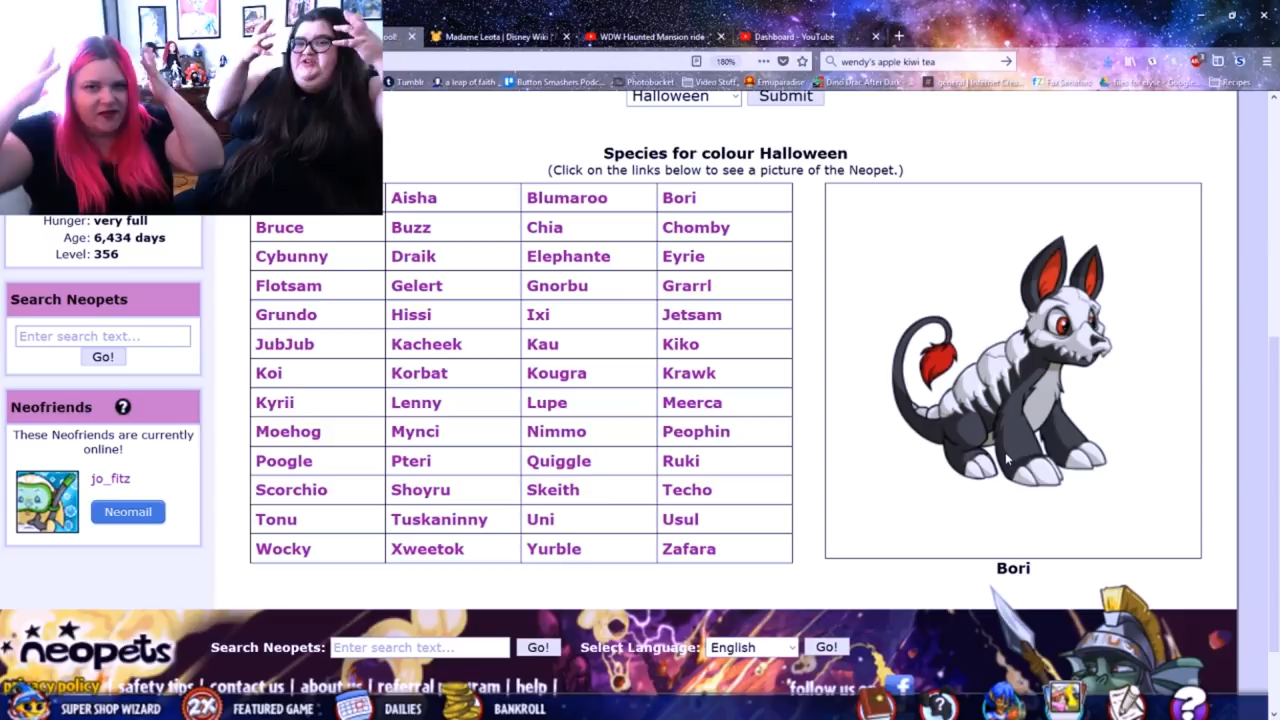 Madame Leota | Disney Wiki
WDW Haunted Mansion ride
Dashboard - YouTube
180%
wendy's apple kiwi tea
Tumblr
a leap of faith
Button Smashers Podc...
Photobucket
Video Stuff
Emuparadise
Dinci Drac After Dark
Recipes
Halloween
Submit
Species for colour Halloween
(Click on the links below to see a picture of the Neopet.)
Aisha Blumaroo Bori
Bruce Buzz Chia Chomby
Cybunny Draik Elephante Eyrie
Flotsam Gelert Gnorbu Grarrl
Grundo Hissi Ixi Jetsam
JubJub Kacheek Kau Kiko
Koi Korbat Kougra Krawk
Kyrii Lenny Lupe Meerca
Moehog Mynci Nimmo Peophin
Poogle Pteri Quiggle Ruki
Scorchio Shoyru Skeith Techo
Tonu Tuskaninny Uni Usul
Wocky Xweetok Yurble Zafara
Bori
Hunger: very full
Age: 6,434 days
Level: 356
Search Neopets
Enter search text...
Go!
Neofriends ?
These Neofriends are currently
online!
jo_fitz
Neomail
neopets
Search Neopets: Enter search text... Go! Select Language: English Go!
privacy policy | safety tips | contact us | about us | referral program | help |
follow us on
SUPER SHOP WIZARD
2X FEATURED GAME
DAILIES
BANKROLL